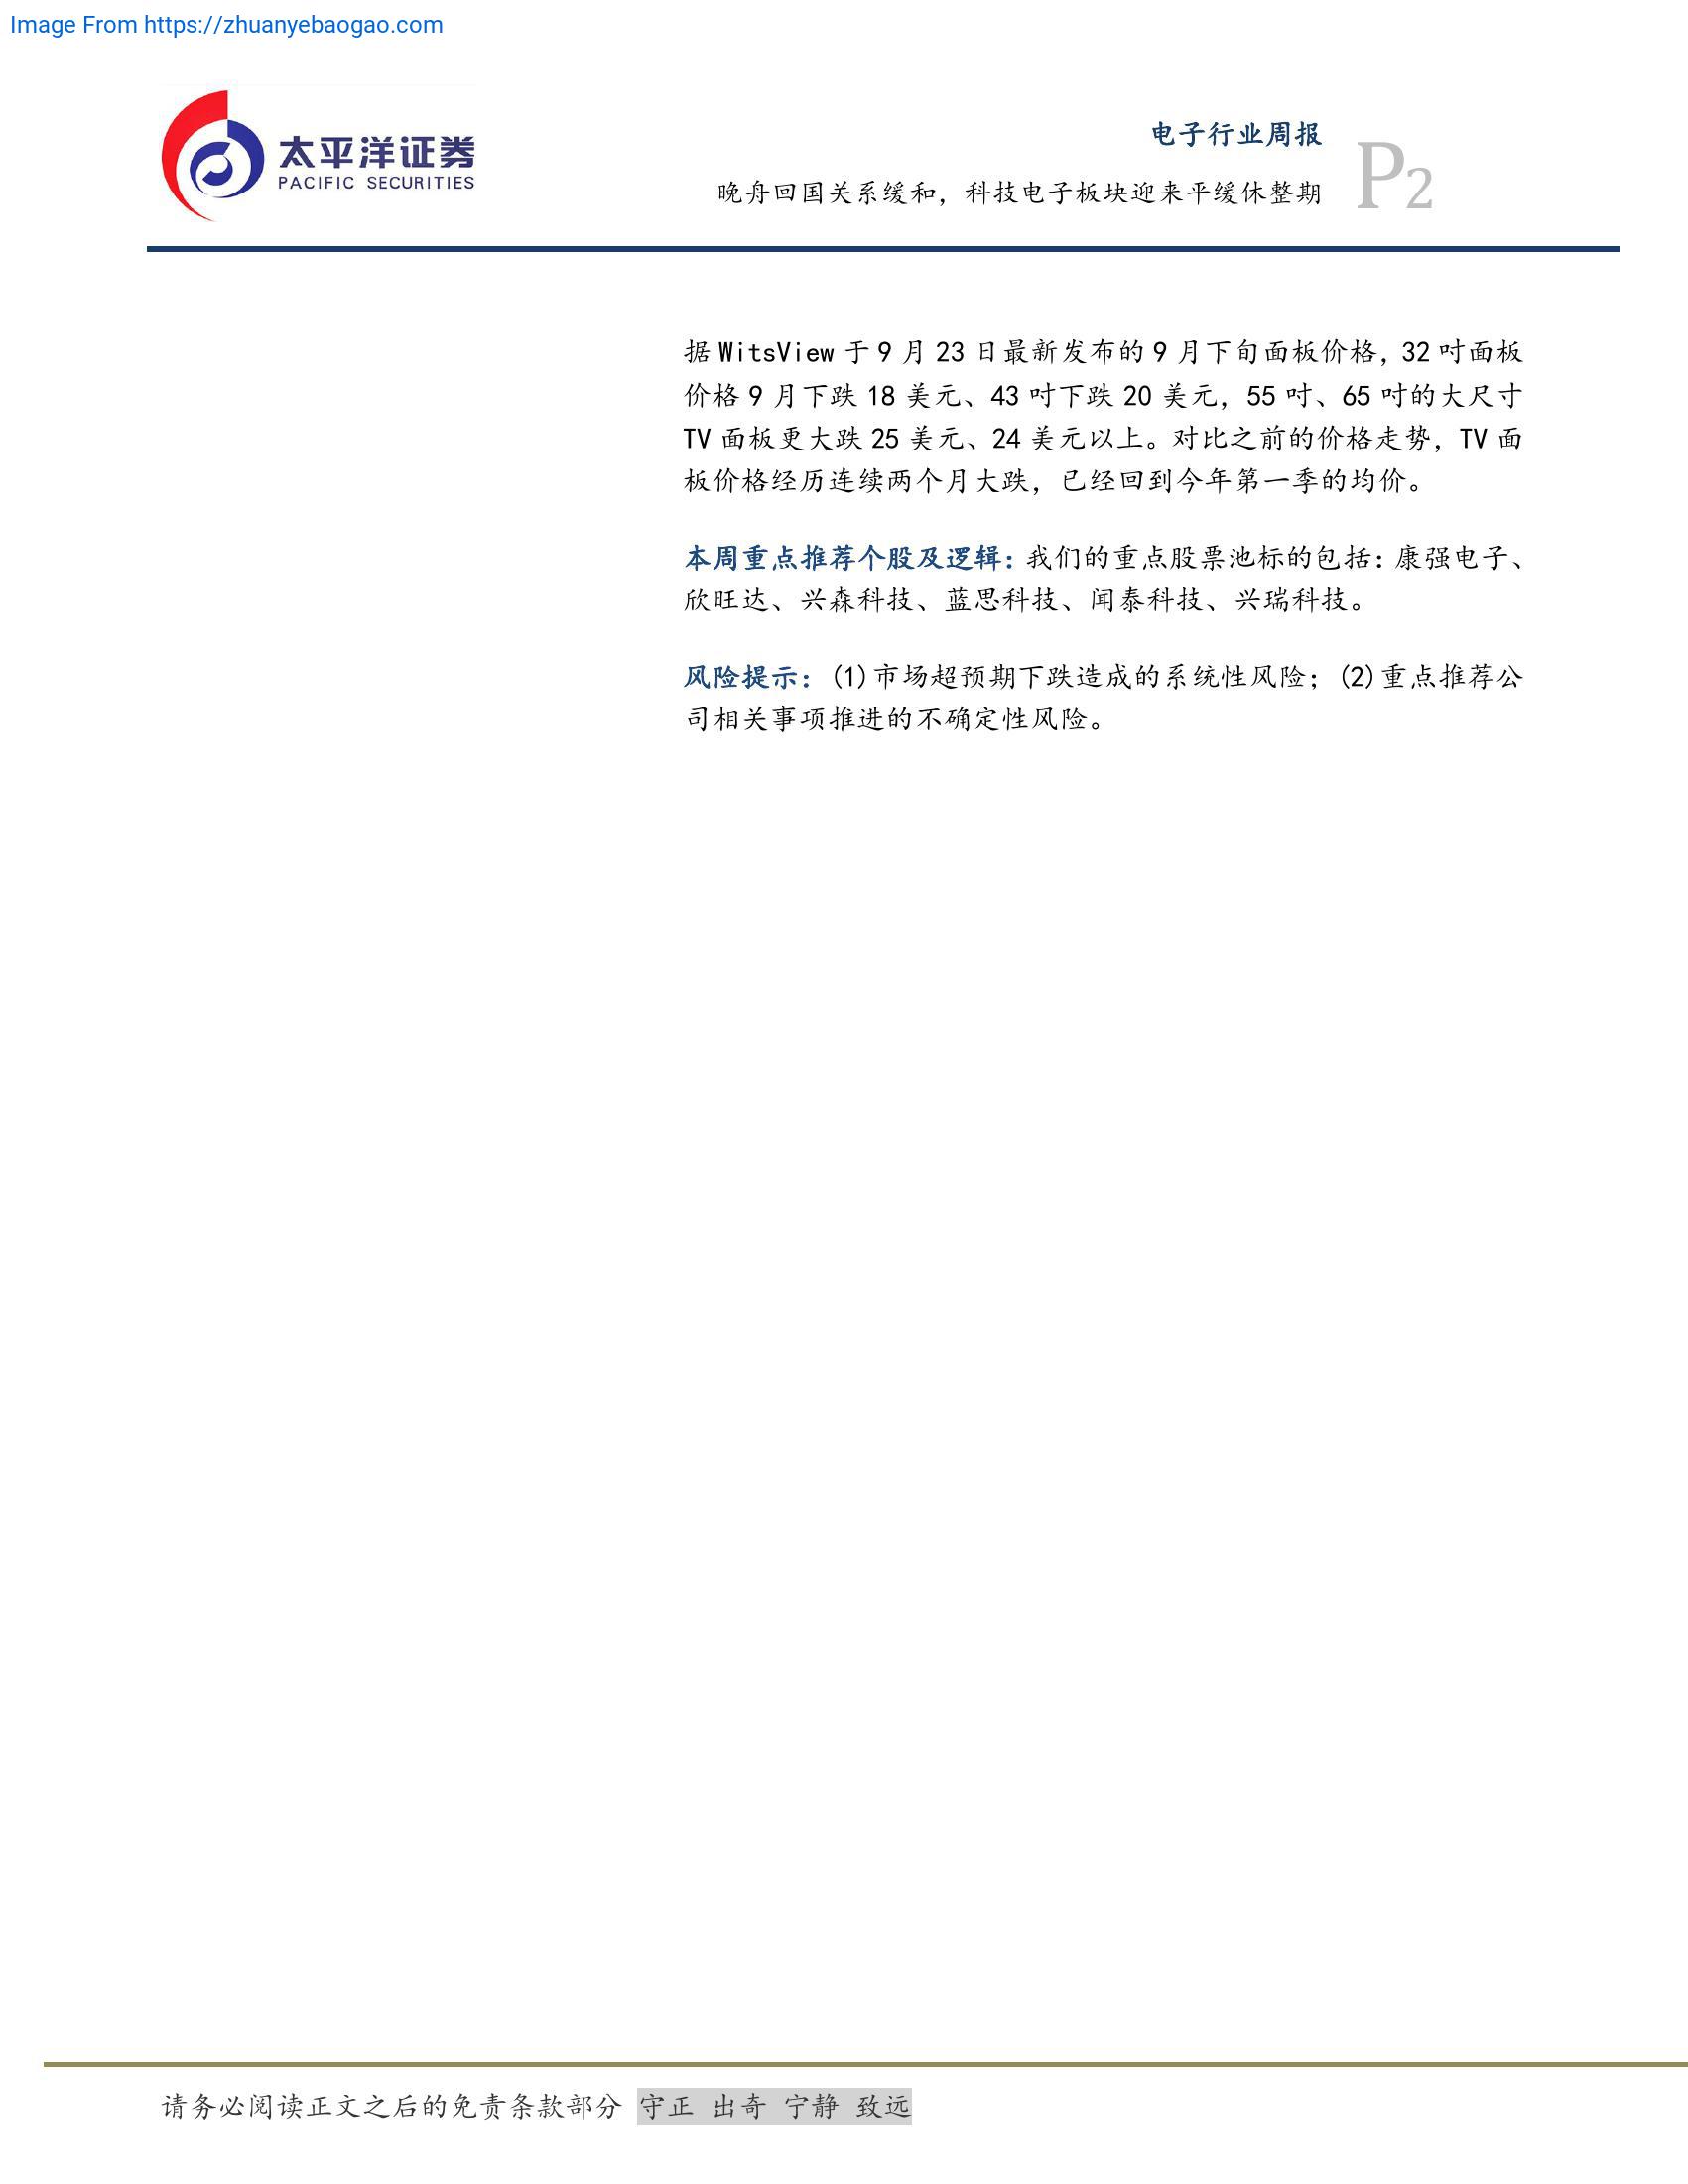 Image From https://zhuanyebaogao.com
太平洋证券
PACIFIC SECURITIES
电子行业周报
晚舟回国关系缓和，科技电子板块迎来平缓休整期
P2
据 WitsView 于 9 月 23 日最新发布的 9 月下旬面板价格，32 吋面板
价格 9 月下跌 18 美元、43 吋下跌 20 美元，55 吋、65 吋的大尺寸
TV 面板更大跌 25 美元、24 美元以上。对比之前的价格走势，TV 面
板价格经历连续两个月大跌，已经回到今年第一季的均价。
本周重点推荐个股及逻辑：我们的重点股票池标的包括：康强电子、
欣旺达、兴森科技、蓝思科技、闻泰科技、兴瑞科技。
风险提示：(1)市场超预期下跌造成的系统性风险；(2)重点推荐公
司相关事项推进的不确定性风险。
请务必阅读正文之后的免责条款部分 守正 出奇 宁静 致远